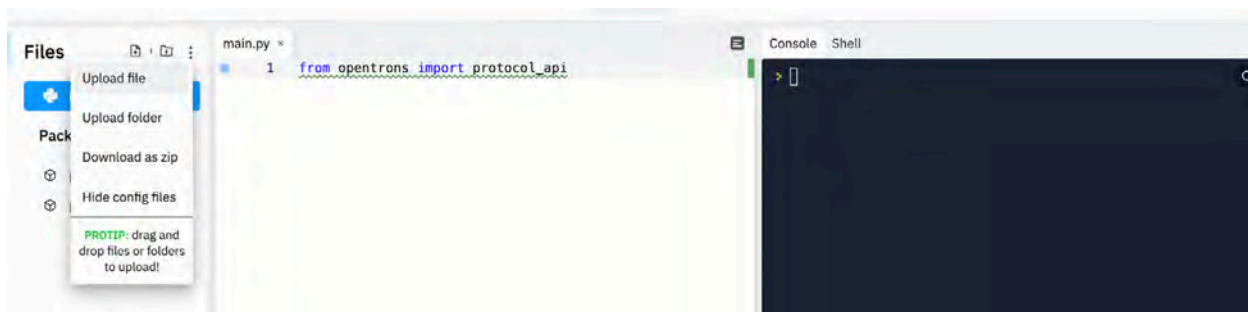 Files
Upload file
Upload folder
Pack
Download as zip
Hide config files
PROTIP: drag and
drop files or folders
to upload!
main.py ×
1 from opentrons import protocol_api
Console Shell
>